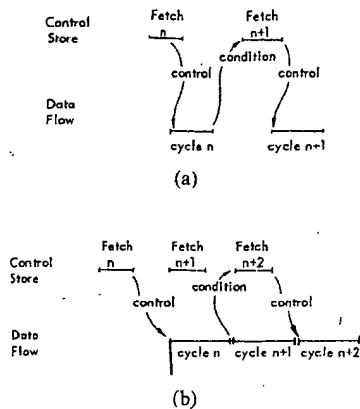 Control Store
Fetch n
Fetch n+1
control
condition
control
Data Flow
cycle n
cycle n+1
(a)
Control Store
Fetch n
Fetch n+1
Fetch n+2
control
condition
control
Data Flow
cycle n
cycle n+1
cycle n+2
(b)